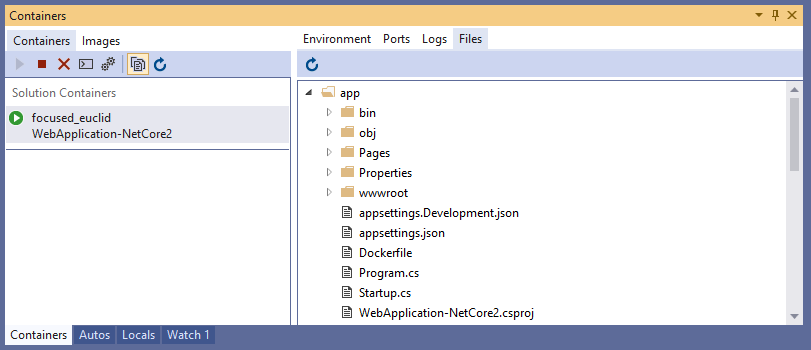 Containers
Containers Images
Environment Ports Logs Files
Solution Containers
focused_euclid
WebApplication-NetCore2
app
bin
obj
Pages
Properties
wwwroot
appsettings.Development.json
appsettings.json
Dockerfile
Program.cs
Startup.cs
WebApplication-NetCore2.csproj
Containers Autos Locals Watch 1